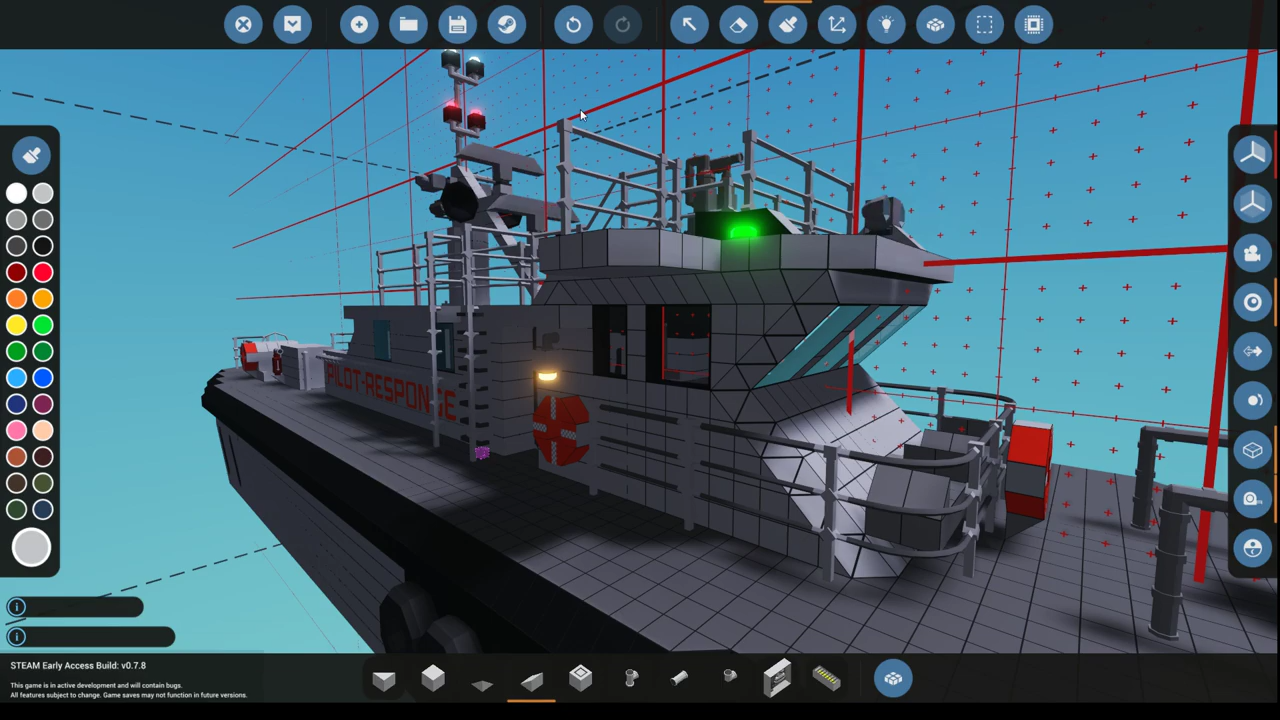 PILOT-RESPONSE
STEAM Early Access Build: v0.7.8
This game is in active development and will contain bugs.
All features subject to change. Game saves may not function in future versions.